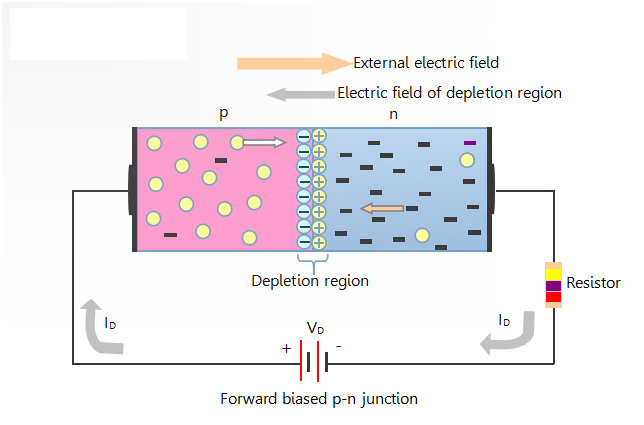 External electric field
Electric field of depletion region
p
n
Depletion region
Resistor
ID
ID
VD
+
-
Forward biased p-n junction